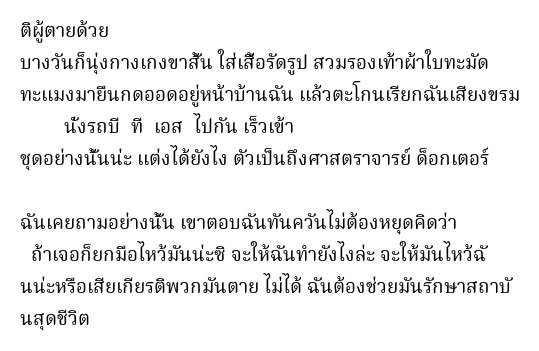 ติผู้ตายด้วย
บางวันก็นุ่งกางเกงขาสั้น ใส่เสื้อรัดรูป สวมรองเท้าผ้าใบทะมัด
ทะแมงมายืนกดออดอยู่หน้าบ้านฉัน แล้วตะโกนเรียกฉันเสียงขรม
นั่งรถบี ที เอส ไปกัน เร็วเข้า
ชุดอย่างนั้นน่ะ แต่งได้ยังไง ตัวเป็นถึงศาสตราจารย์ ด็อกเตอร์
ฉันเคยถามอย่างนั้น เขาตอบฉันทันควันไม่ต้องหยุดคิดว่า
ถ้าเจอก็ยกมือไหว้มันน่ะซิ จะให้ฉันทำยังไงล่ะ จะให้มันไหว้ฉั
นน่ะหรือเสียเกียรติพวกมันตาย ไม่ได้ ฉันต้องช่วยมันรักษาสถาบั
นสุดชีวิต